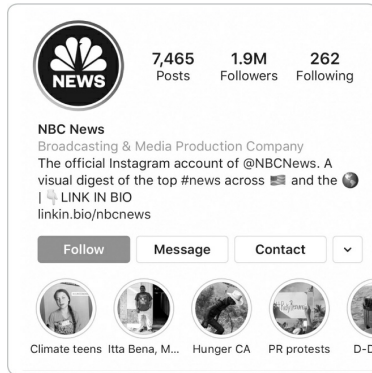 NEWS
7,465 1.9M 262
Posts Followers Following
NBC News
Broadcasting & Media Production Company
The official Instagram account of @NBCNews. A
visual digest of the top #news across 🇺🇸 and the 🌎
| 👇LINK IN BIO
linkin.bio/nbcnews
Follow Message Contact
Climate teens Itta Bena, M... Hunger CA PR protests D-D